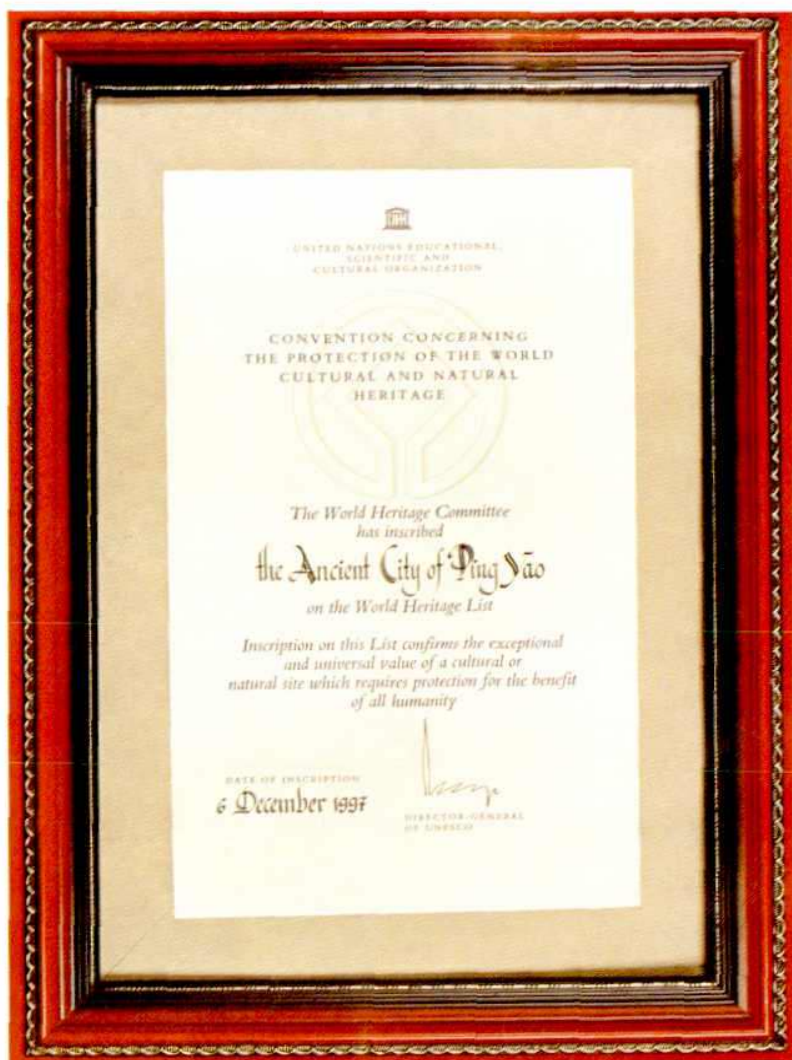 UNITED NATIONS EDUCATIONAL,
SCIENTIFIC AND
CULTURAL ORGANIZATION
CONVENTION CONCERNING
THE PROTECTION OF THE WORLD
CULTURAL AND NATURAL
HERITAGE
The World Heritage Committee
has inscribed
the Ancient City of Ping Yao
on the World Heritage List
Inscription on this List confirms the exceptional
and universal value of a cultural or
natural site which requires protection for the benefit
of all humanity
DATE OF INSCRIPTION
6 December 1997
DIRECTOR-GENERAL
OF UNESCO